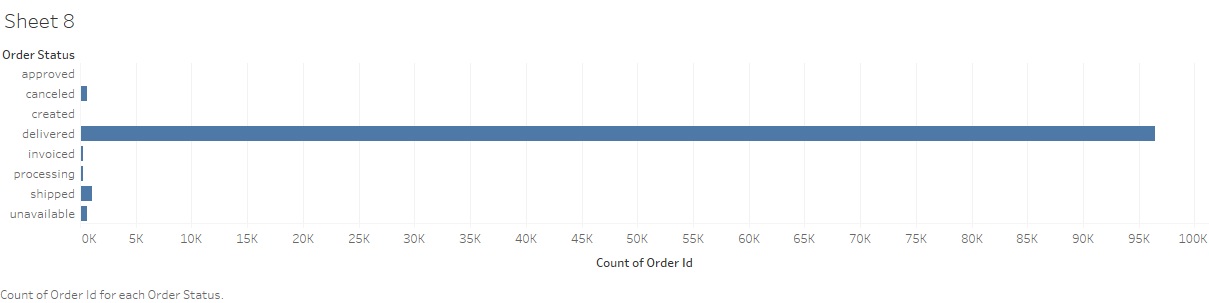 Sheet 8
Order Status
approved
canceled
created
delivered
invoiced
processing
shipped
unavailable
0K 5K 10K 15K 20K 25K 30K 35K 40K 45K 50K 55K 60K 65K 70K 75K 80K 85K 90K 95K 100K
Count of Order Id
Count of Order Id for each Order Status.